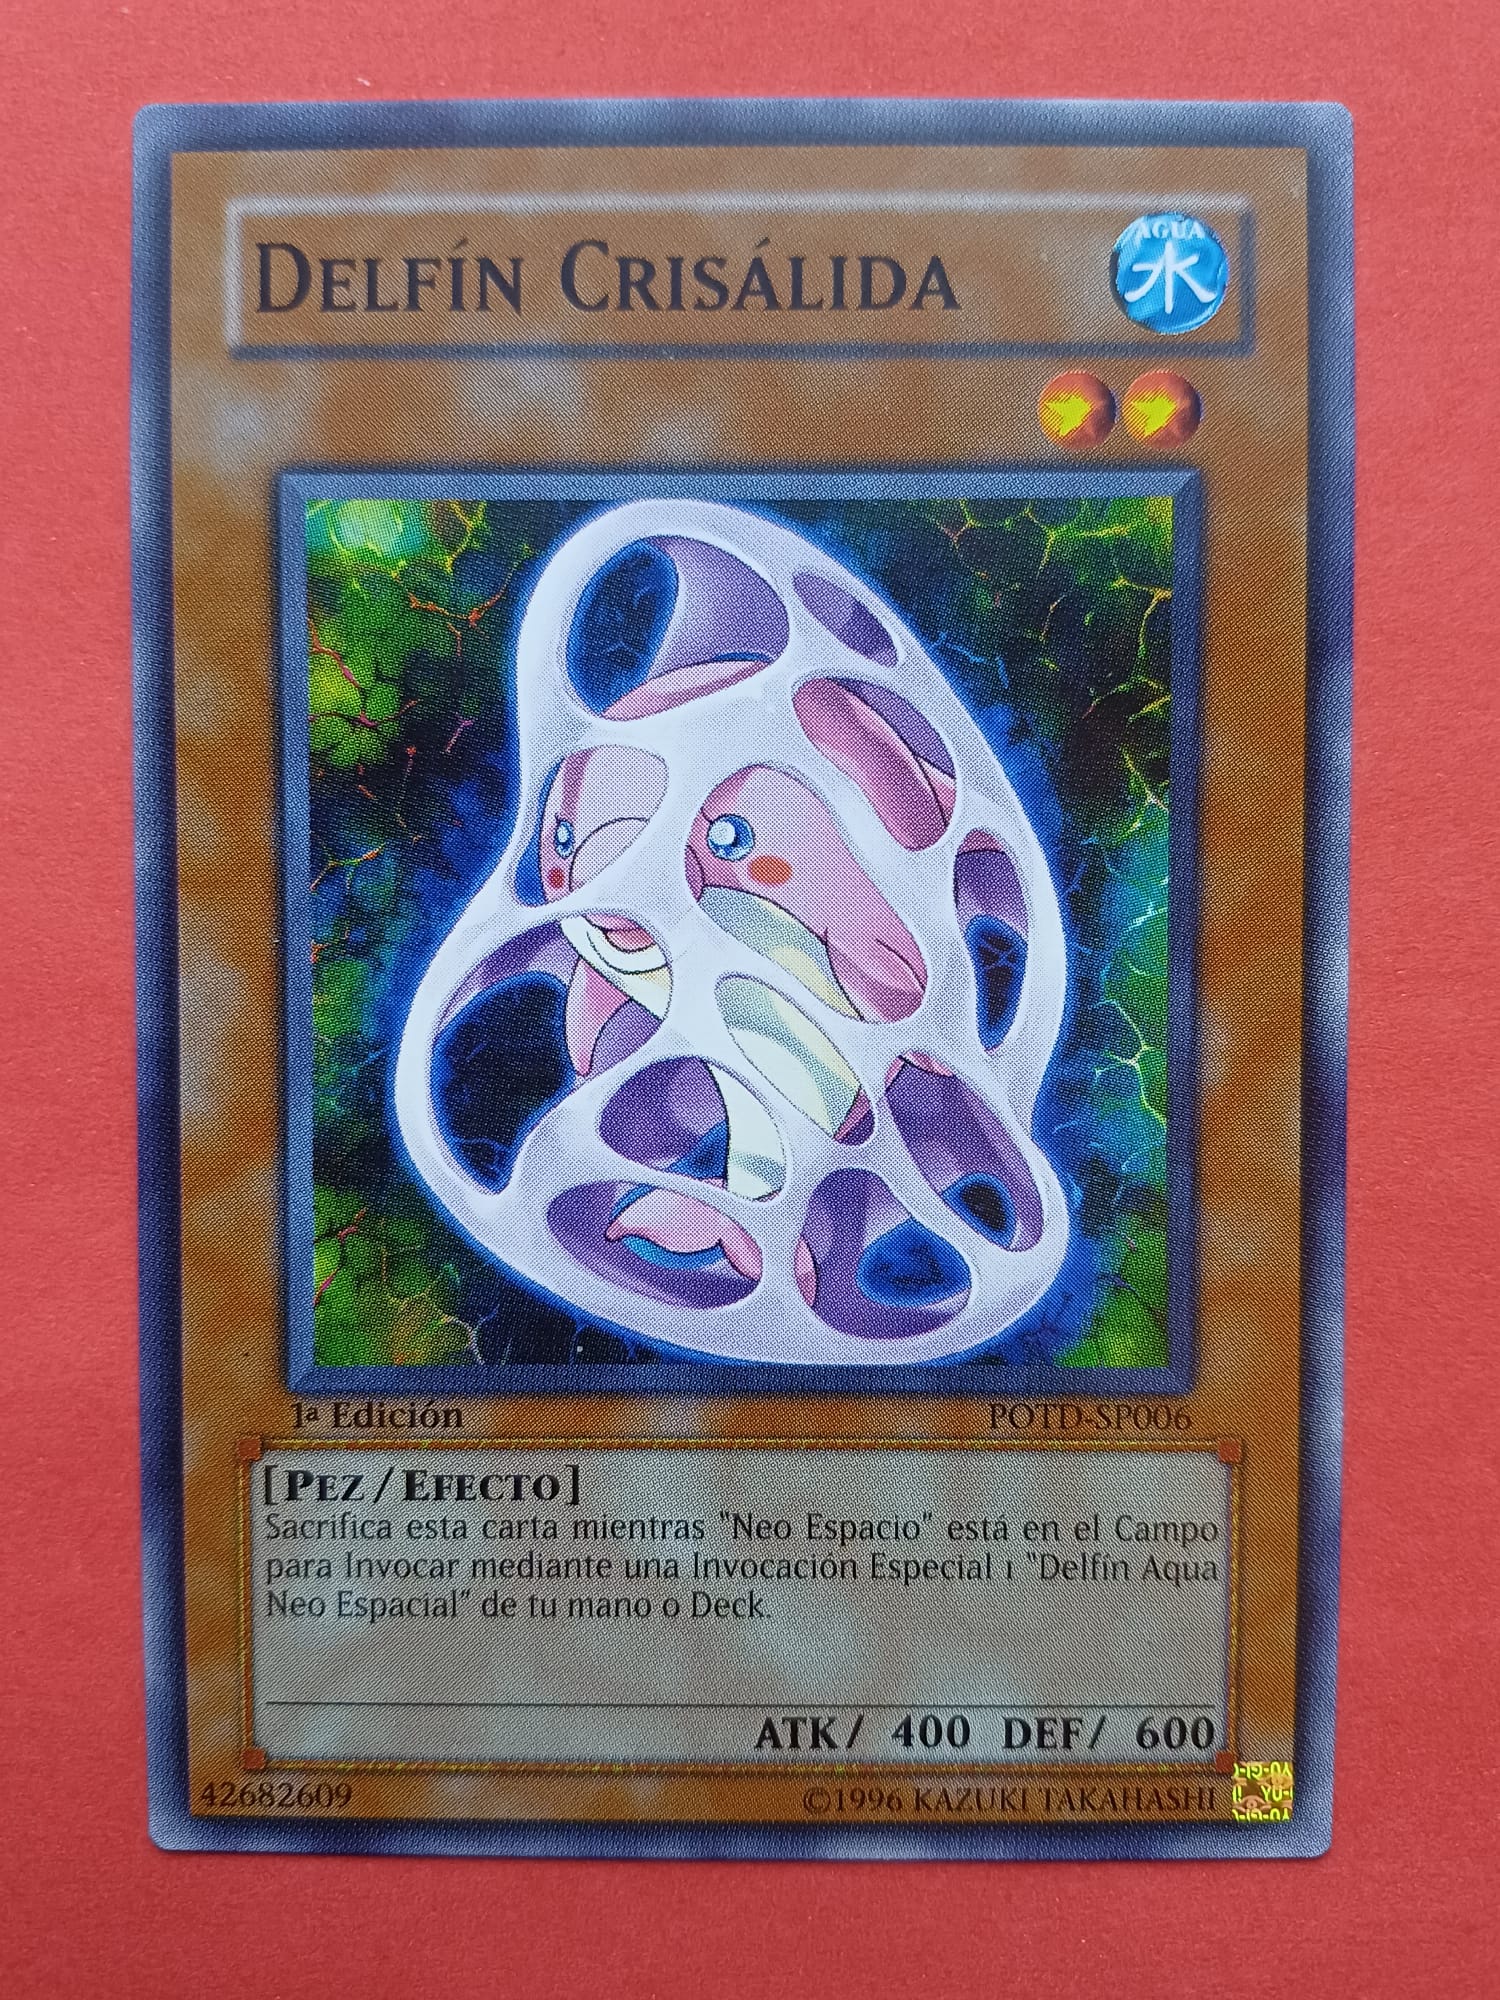 DELFÍN CRISÁLIDA
AGUA
水
1ª Edición
POTD-SP006
[PEZ/EFECTO]
Sacrifica esta carta mientras "Neo Espacio" está en el Campo
para Invocar mediante una Invocación Especial 1 "Delfín Aqua
Neo Espacial" de tu mano o Deck.
ATK/ 400 DEF/ 600
42682609
©1996 KAZUKI TAKAHASHI